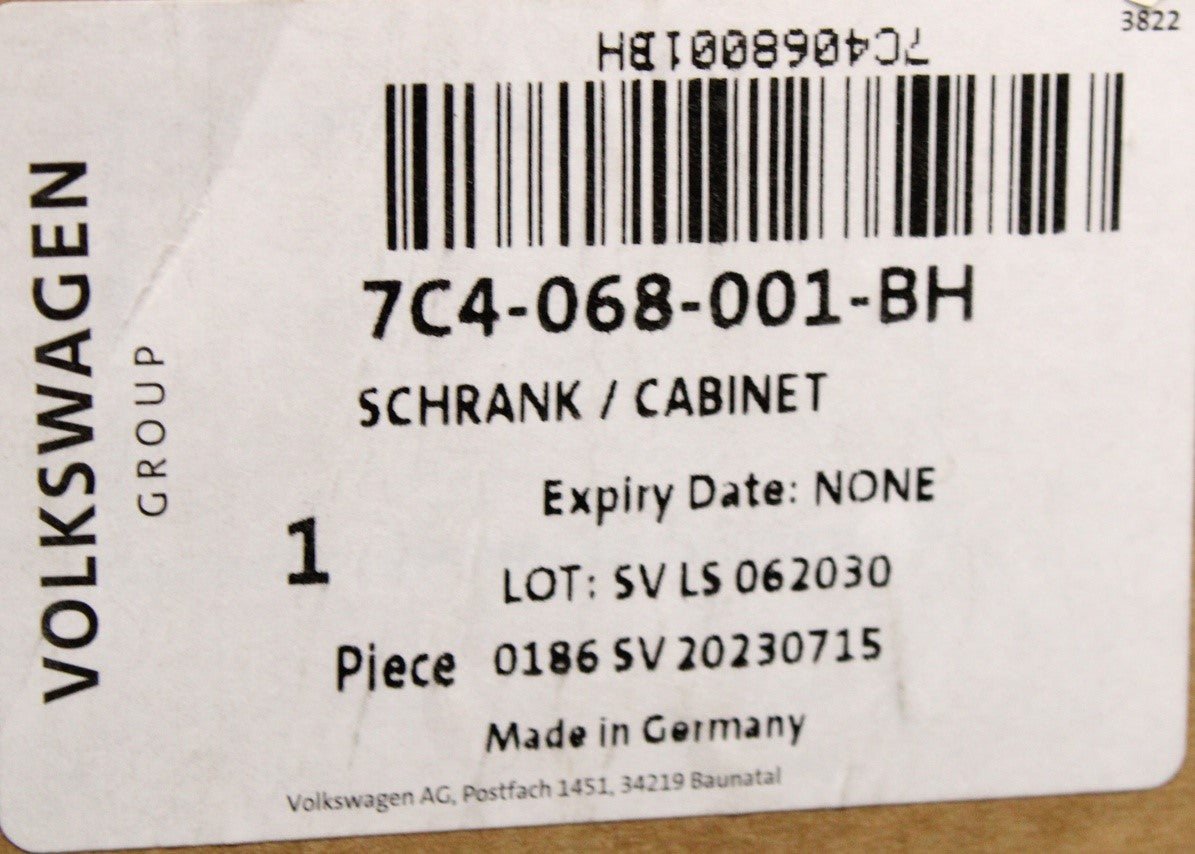 3822
7C4068001BH
7C4-068-001-BH
SCHRANK / CABINET
Expiry Date: NONE
1
LOT: SV LS 062030
Piece 0186 SV 20230715
Made in Germany
Volkswagen AG, Postfach 1451, 34219 Baunatal
VOLKSWAGEN
GROUP